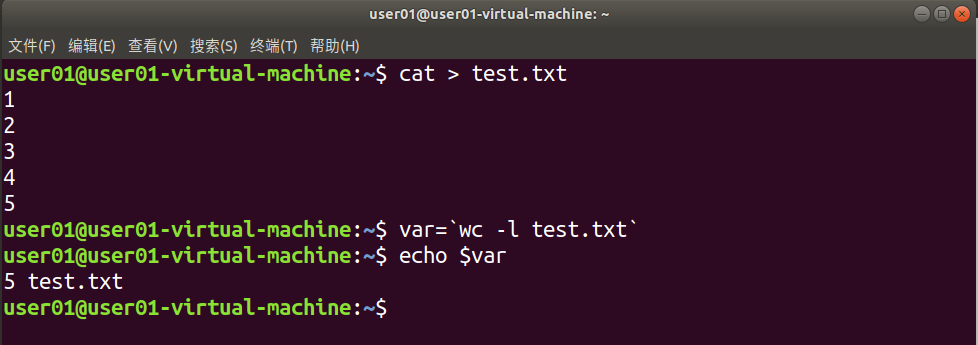 user01@user01-virtual-machine: ~
文件(F) 编辑(E) 查看(V) 搜索(S) 终端(T) 帮助(H)
user01@user01-virtual-machine:~$ cat > test.txt
1
2
3
4
5
user01@user01-virtual-machine:~$ var=`wc -l test.txt`
user01@user01-virtual-machine:~$ echo $var
5 test.txt
user01@user01-virtual-machine:~$